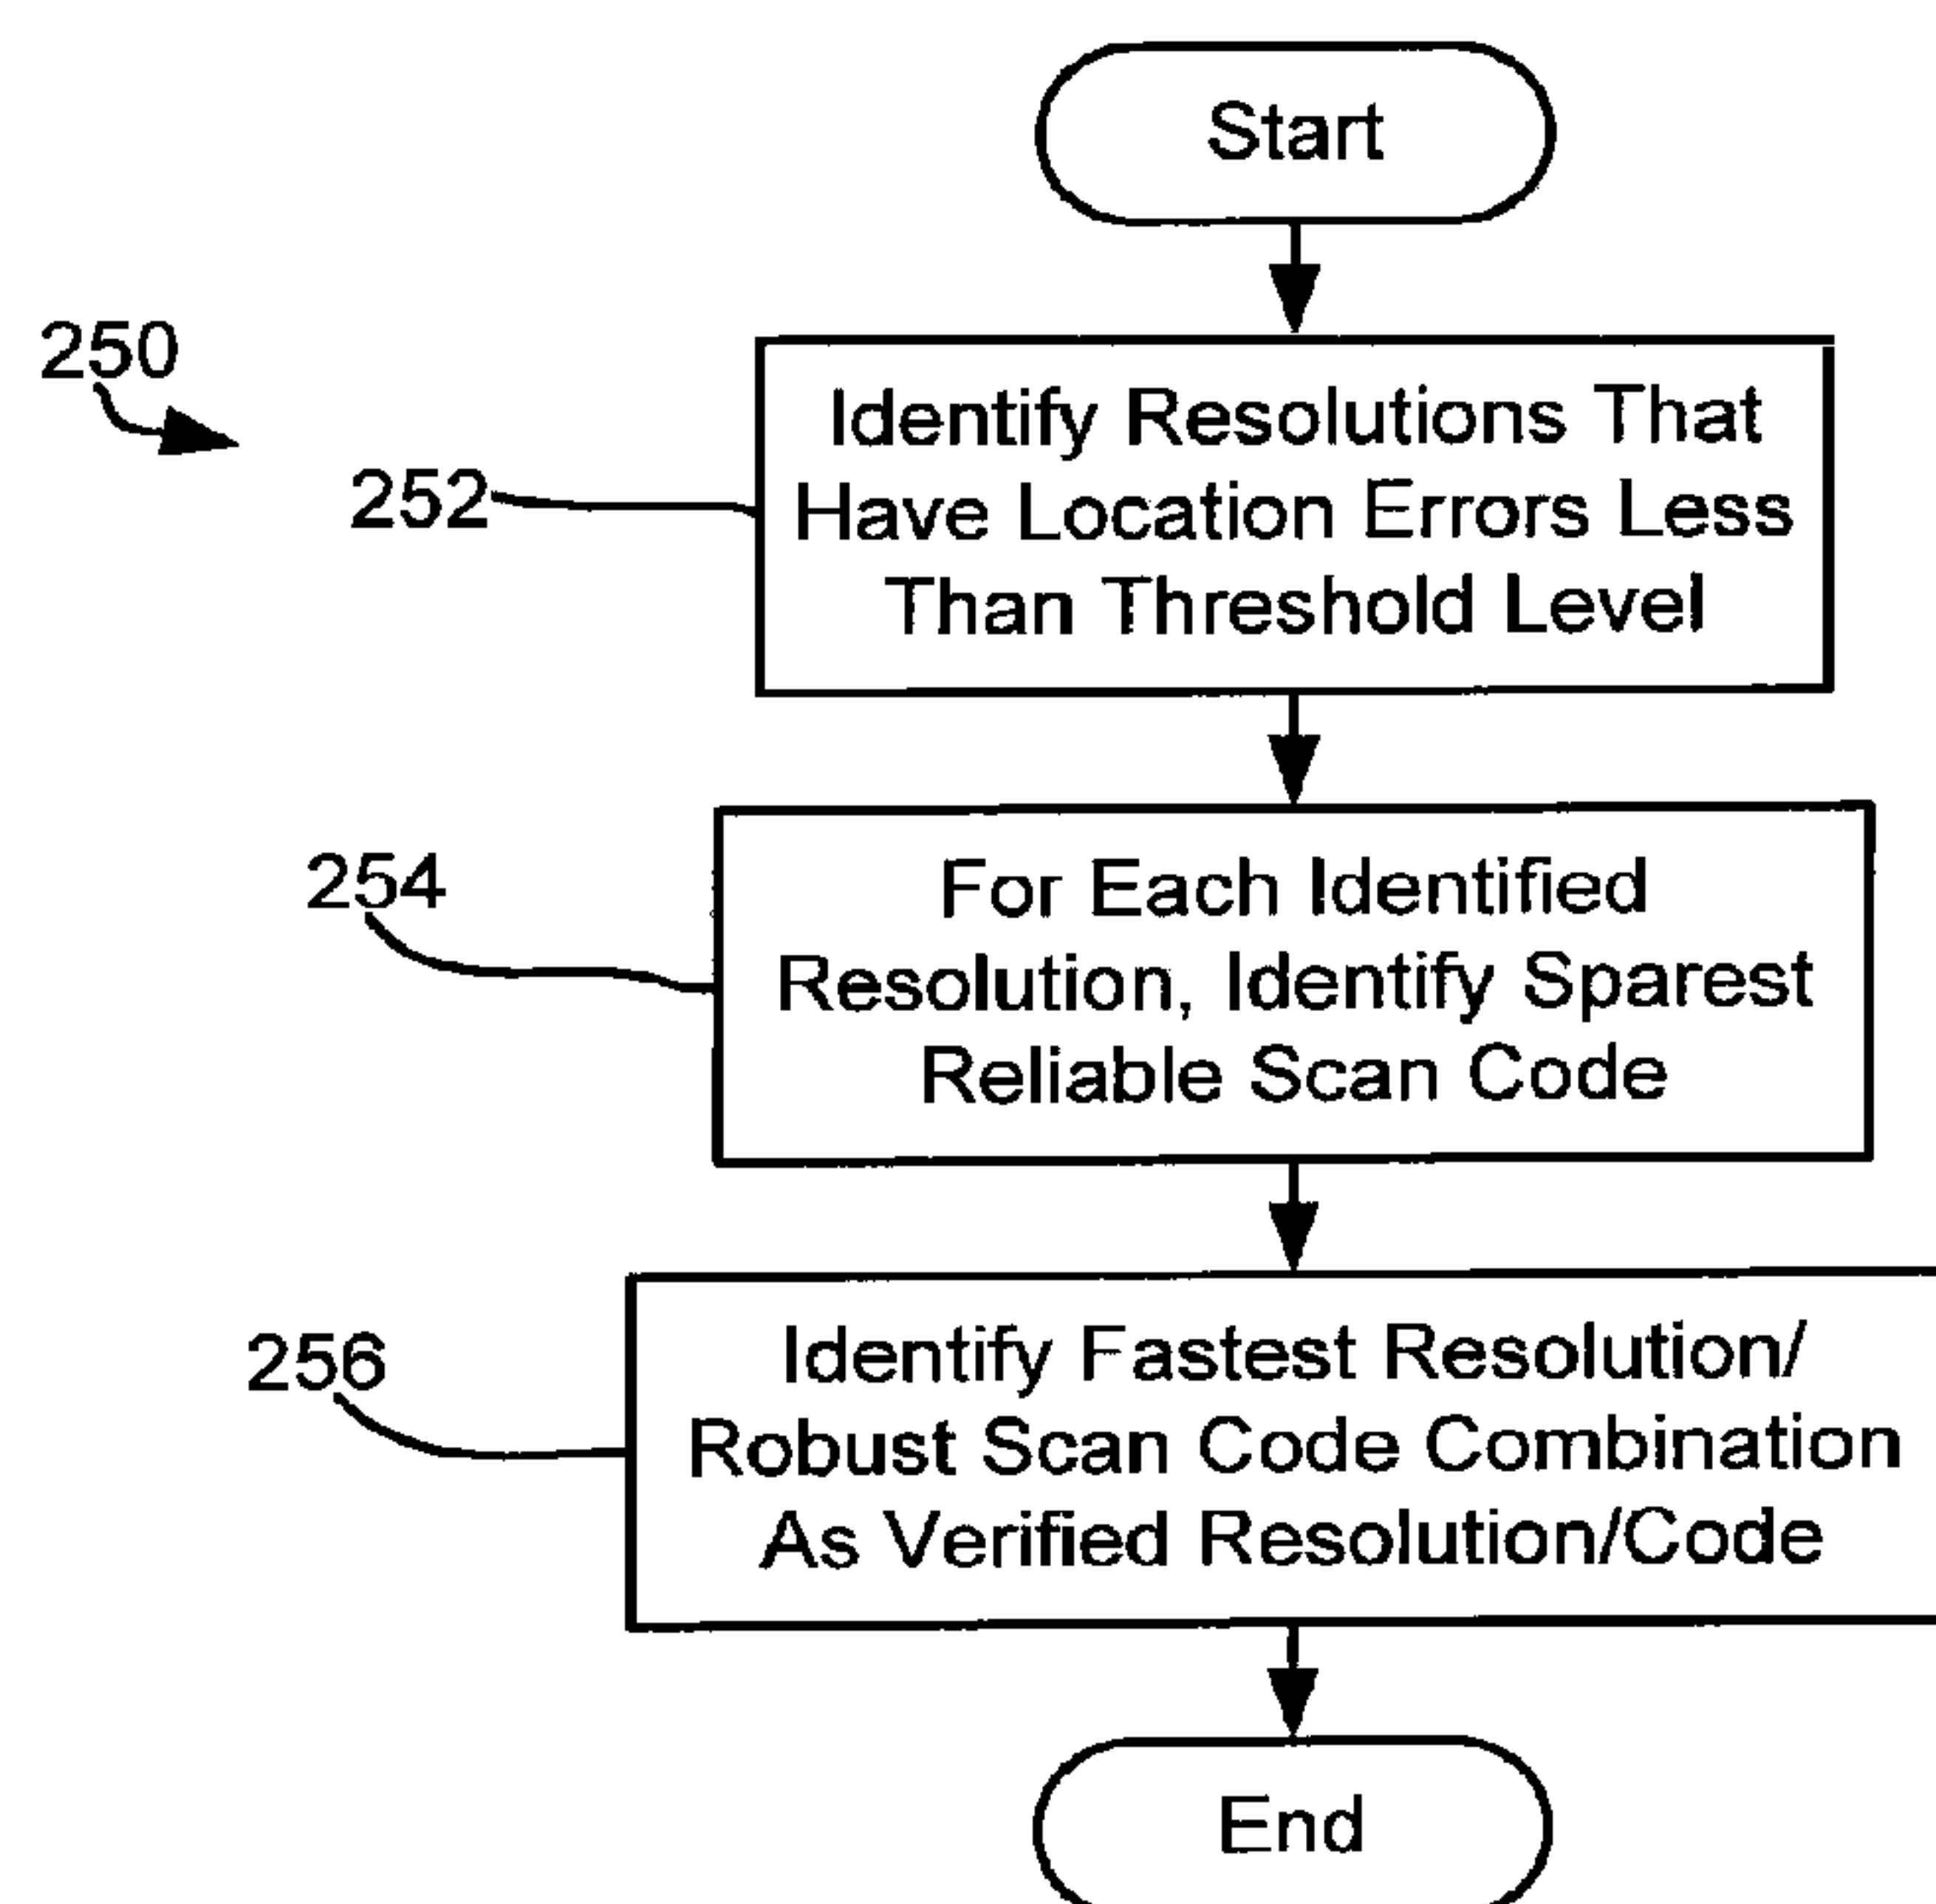 Start
250
252
Identify Resolutions That
Have Location Errors Less
Than Threshold Level
254
For Each Identified
Resolution, Identify Sparest
Reliable Scan Code
256
Identify Fastest Resolution/
Robust Scan Code Combination
As Verified Resolution/Code
End